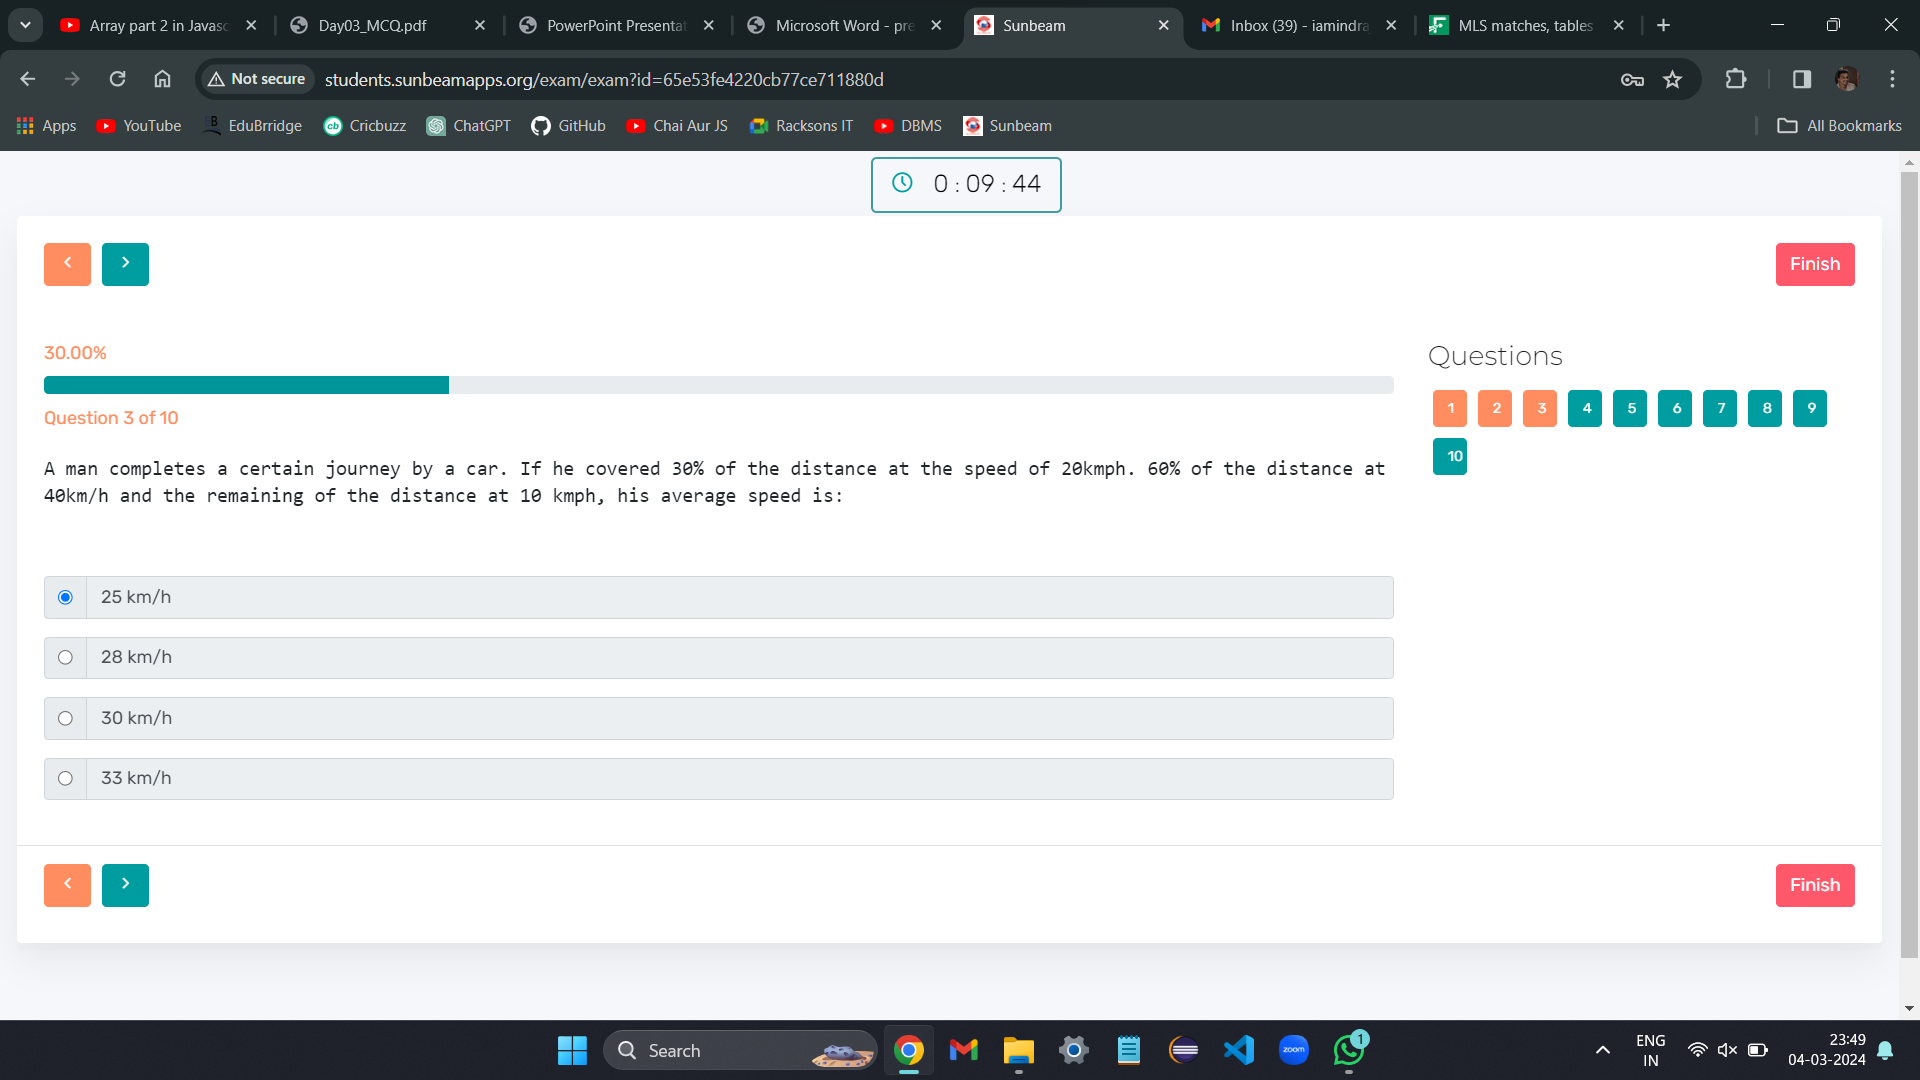 Array part 2 in Javasc
Day03_MCQ.pdf
PowerPoint Presentat
Microsoft Word - pre
Sunbeam
Inbox (39) - iamindra
MLS matches, tables
Not secure
students.sunbeamapps.org/exam/exam?id=65e53fe4220cb77ce711880d
Apps
YouTube
EduBrridge
Cricbuzz
ChatGPT
GitHub
Chai Aur JS
Racksons IT
DBMS
Sunbeam
All Bookmarks
0 : 09 : 44
Finish
30.00%
Question 3 of 10
A man completes a certain journey by a car. If he covered 30% of the distance at the speed of 20kmph. 60% of the distance at
40km/h and the remaining of the distance at 10 kmph, his average speed is:
25 km/h
28 km/h
30 km/h
33 km/h
Questions
1 2 3 4 5 6 7 8 9
10
Finish
Search
zoom
1
ENG
IN
23:49
04-03-2024